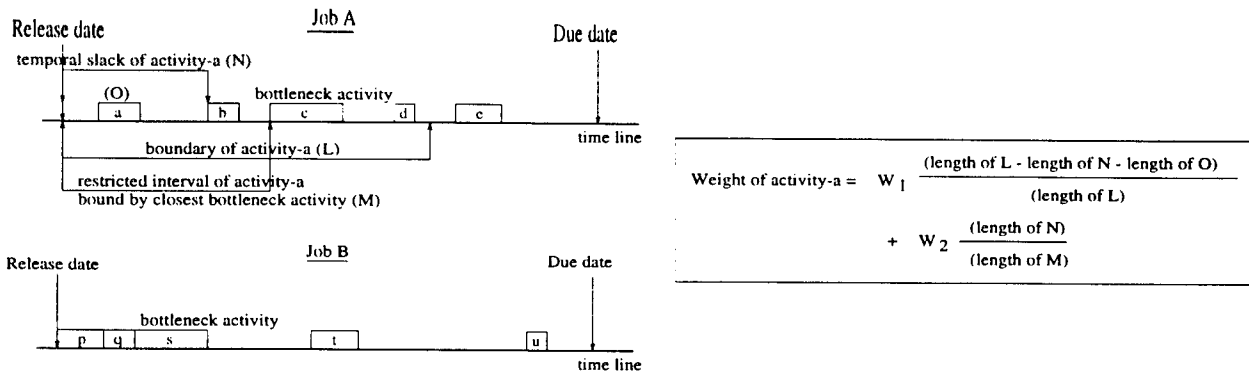 Job A
Release date
Due date
temporal slack of activity-a (N)
(O)
bottleneck activity
a
b
c
d
e
time line
boundary of activity-a (L)
restricted interval of activity-a
bound by closest bottleneck activity (M)
Job B
Release date
Due date
bottleneck activity
p
q
s
t
u
time line
Weight of activity-a = W 1 (length of L - length of N - length of O)
(length of L)
+ W 2 (length of N)
(length of M)